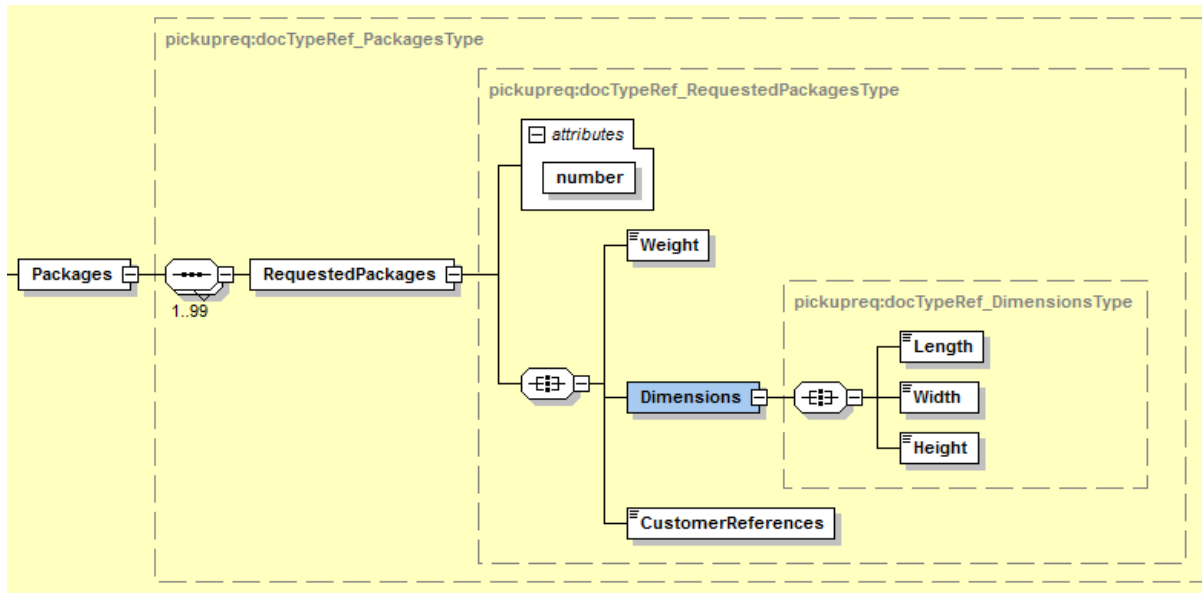 pickupreq:docTypeRef_PackagesType
pickupreq:docTypeRef_RequestedPackagesType
attributes
number
Weight
Packages
RequestedPackages
1..99
pickupreq:docTypeRef_DimensionsType
Length
Dimensions
Width
Height
CustomerReferences